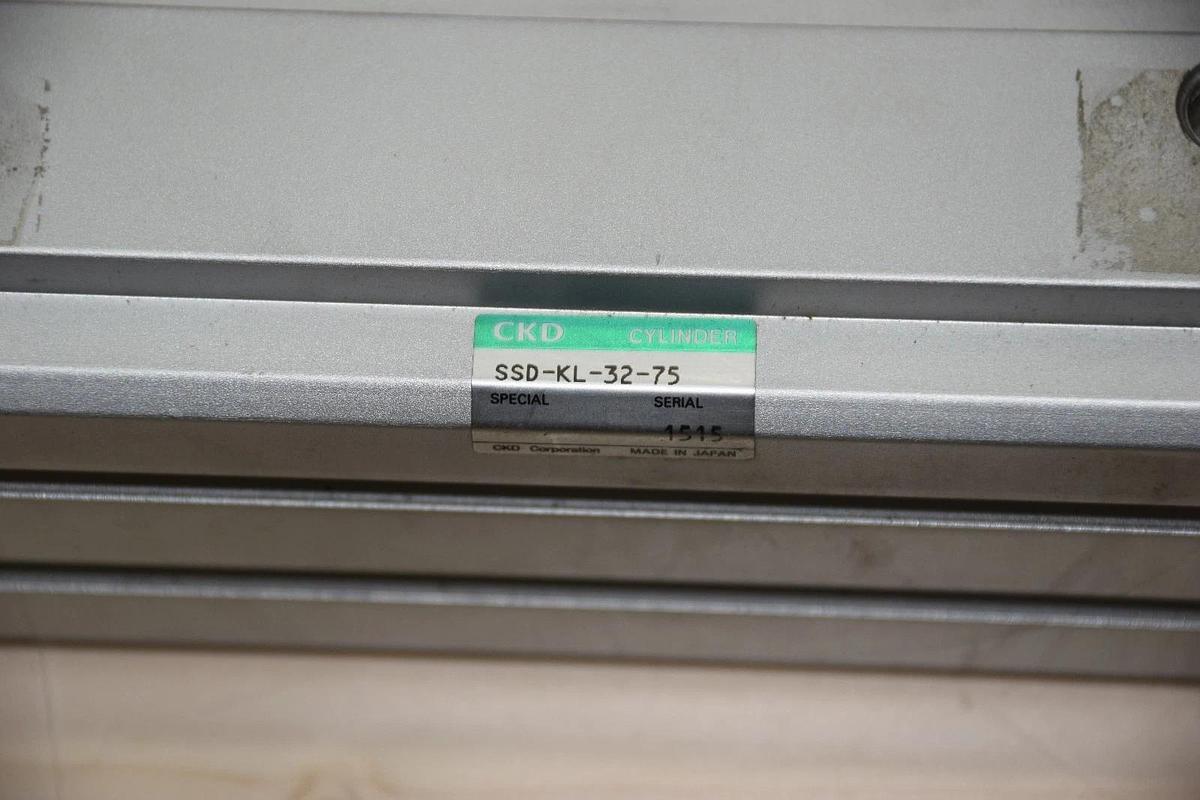 CKD CYLINDER
SSD-KL-32-75
SPECIAL SERIAL
1515
CKD Corporation MADE IN JAPAN